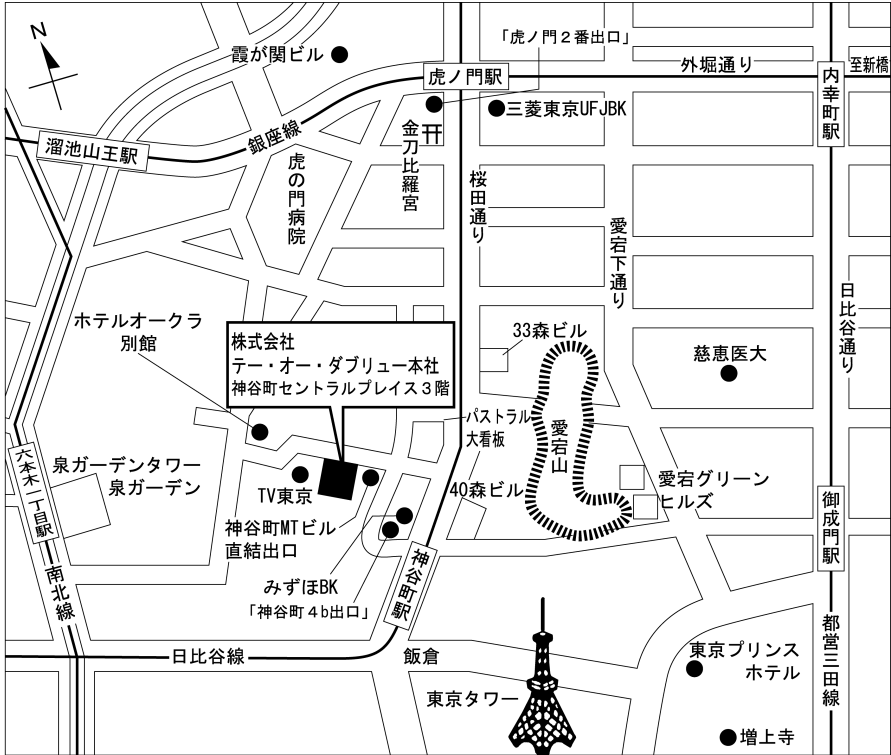 N
霞が関ビル
「虎ノ門２番出口」
虎ノ門駅
外堀通り
至新橋
内幸町駅
三菱東京UFJBK
溜池山王駅
銀座線
金刀比羅宮
虎の門病院
桜田通り
愛宕下通り
日比谷通り
ホテルオークラ
別館
株式会社
テー・オー・ダブリュー本社
神谷町セントラルプレイス３階
33森ビル
慈恵医大
パストラル
大看板
愛宕山
六本木一丁目駅
泉ガーデンタワー
泉ガーデン
TV東京
40森ビル
愛宕グリーン
ヒルズ
御成門駅
神谷町MTビル
直結出口
みずほBK
「神谷町４b出口」
神谷町駅
南北線
日比谷線
飯倉
東京タワー
東京プリンス
ホテル
都営三田線
増上寺